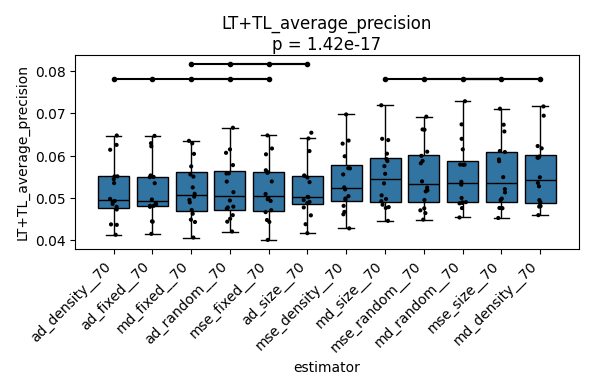 LT+TL_average_precision
p = 1.42e-17
LT+TL_average_precision
0.08
0.07
0.06
0.05
0.04
ad_density__70
ad_fixed__70
md_fixed__70
ad_random__70
mse_fixed__70
ad_size__70
mse_density__70
md_size__70
mse_random__70
md_random__70
mse_size__70
md_density__70
estimator